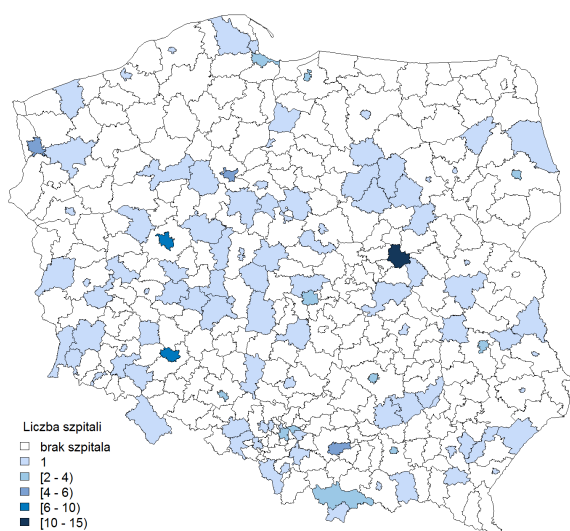 Liczba szpitali
brak szpitala
1
[2 - 4)
[4 - 6)
[6 - 10)
[10 - 15)